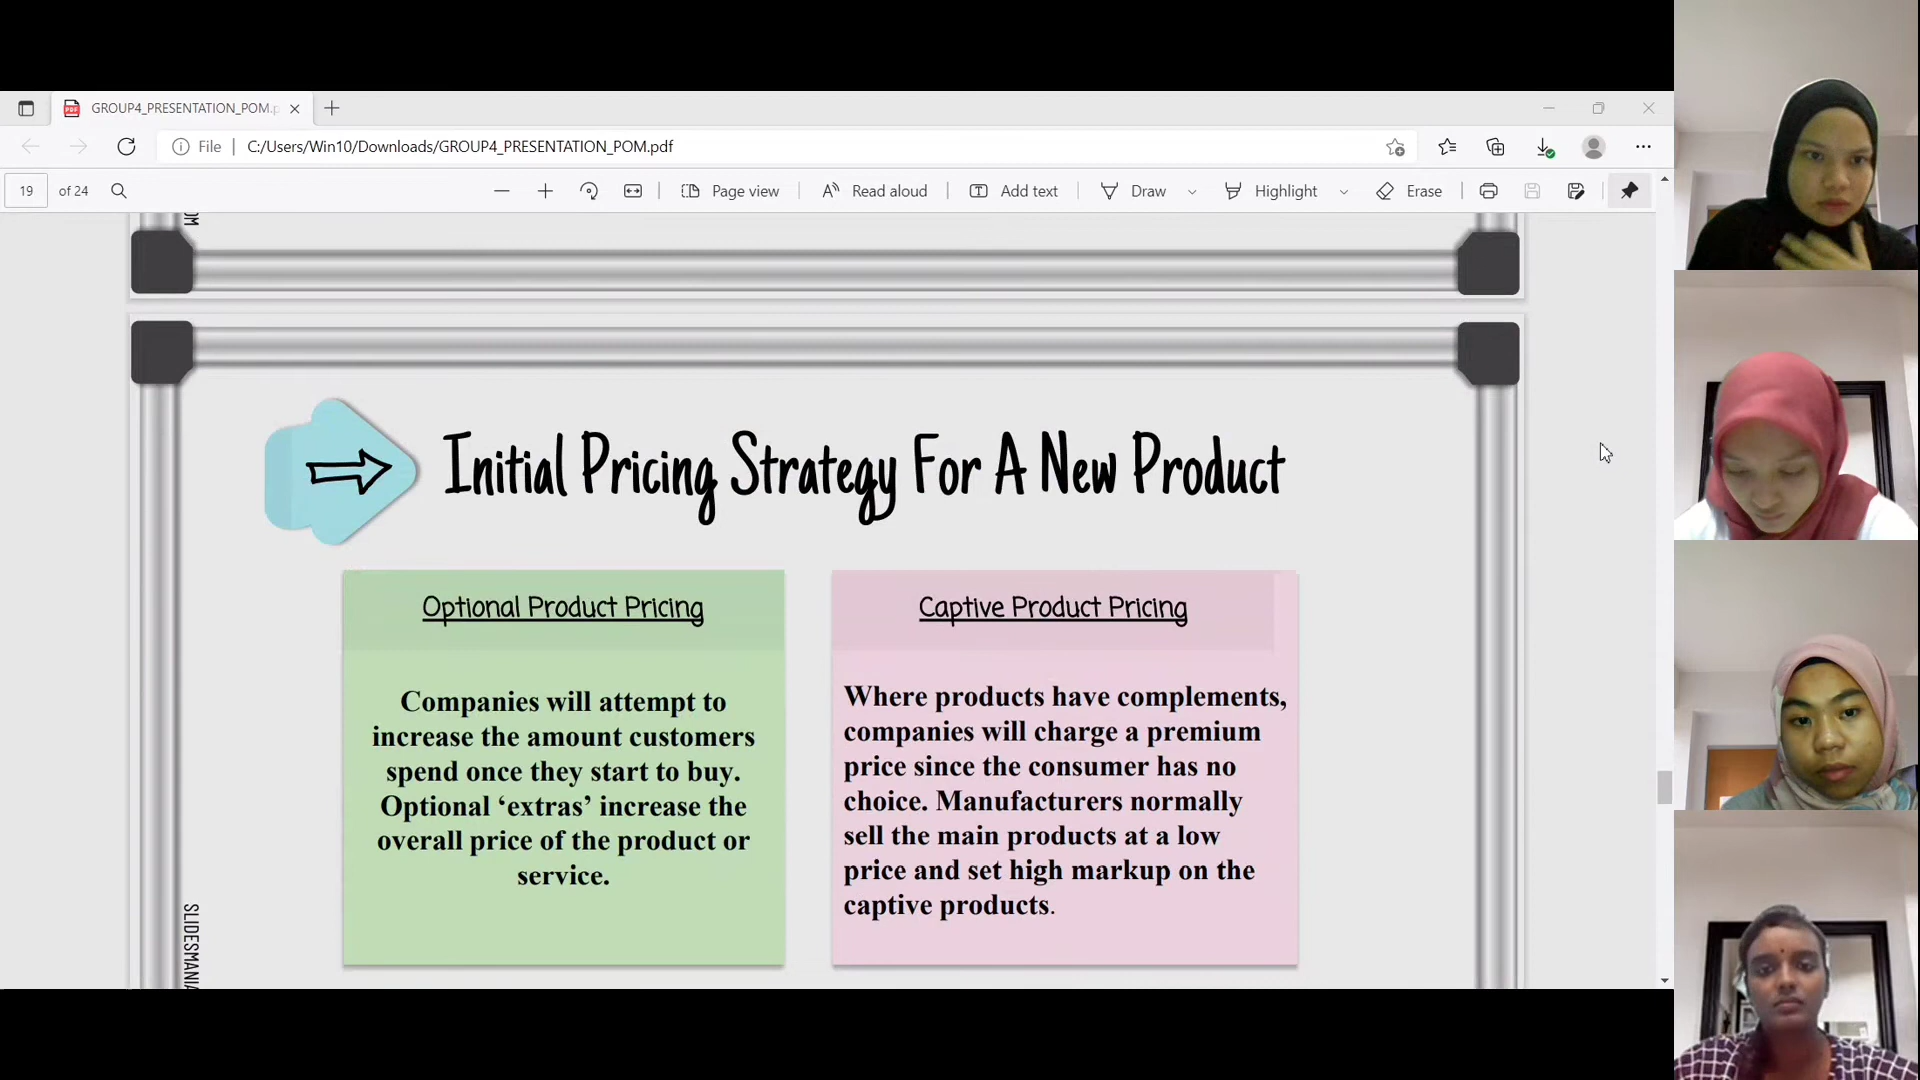 GROUP4_PRESENTATION_POM.p
File
C:/Users/Win10/Downloads/GROUP4_PRESENTATION_POM.pdf
19
of 24
Page view
Read aloud
Add text
Draw
Highlight
Erase
OM
Initial Pricing Strategy For A New Product
Optional Product Pricing
Companies will attempt to
increase the amount customers
spend once they start to buy.
Optional ‘extras’ increase the
overall price of the product or
service.
Captive Product Pricing
Where products have complements,
companies will charge a premium
price since the consumer has no
choice. Manufacturers normally
sell the main products at a low
price and set high markup on the
captive products.
SLIDESMANIA